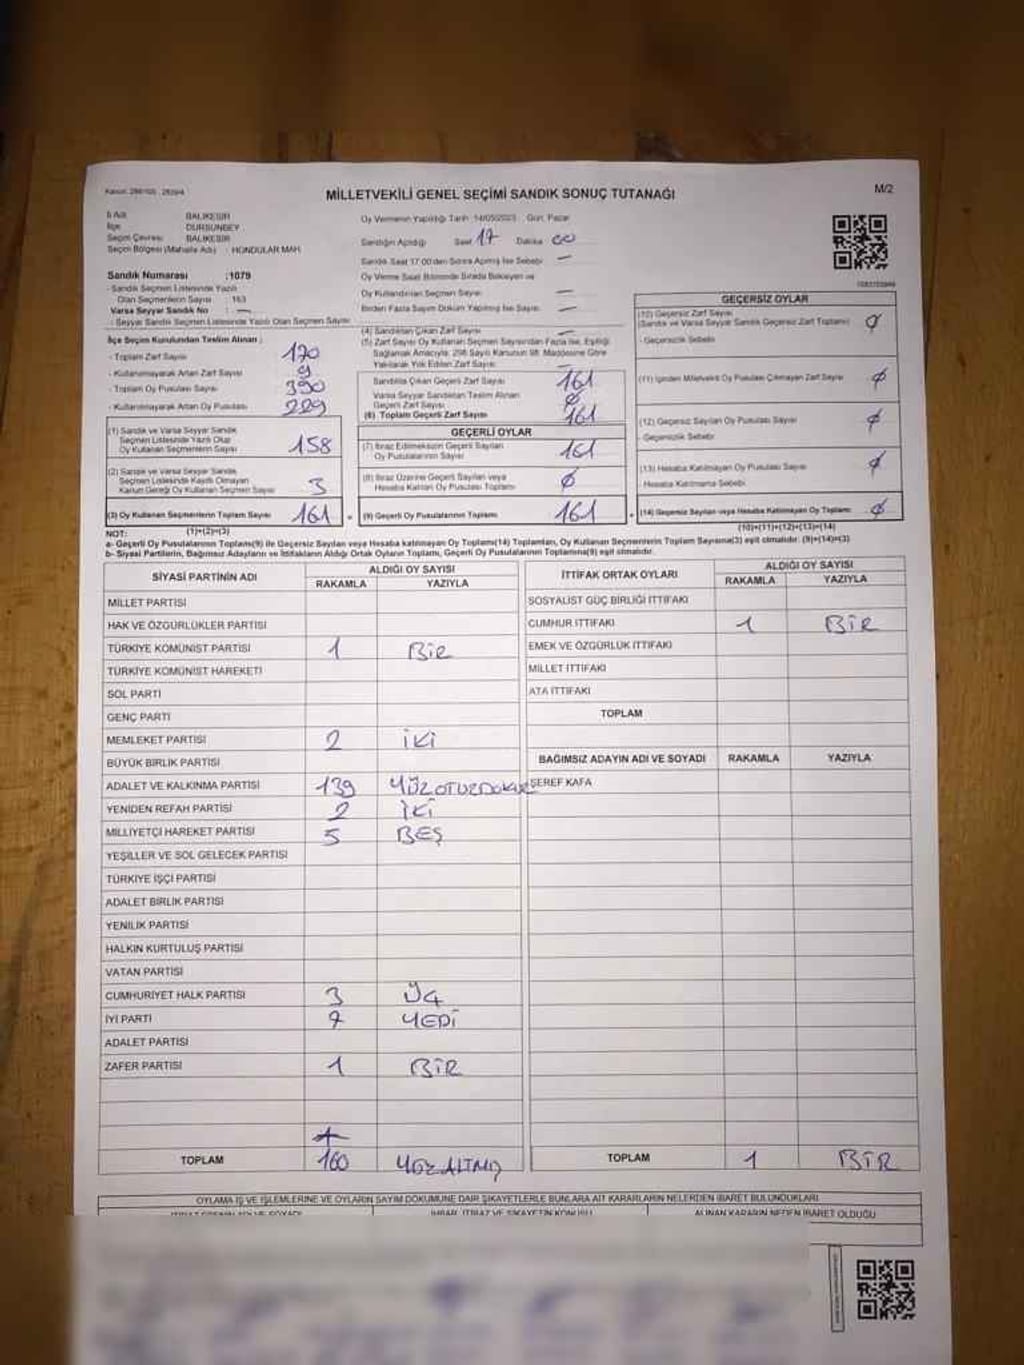 MİLLETVEKİLİ GENEL SEÇİMİ SANDIK SONUÇ TUTANAĞI
M/2
İl Adı : BALIKESİR
İlçe : DURSUNBEY
Seçim Çevresi : BALIKESİR
Seçim Bölgesi (Mahalle Adı) : HONDULAR MAH.
Sandık Numarası :1079
- Sandık Seçmen Listesinde Yazılı
Olan Seçmenlerin Sayısı : 163
Varsa Seyyar Sandık No : —
- Seyyar Sandık Seçmen Listesinde Yazılı Olan Seçmen Sayısı
Oy Vermenin Yapıldığı Tarih :14/05/2023 Gün: Pazar
Sandığın Açıldığı Saat 17 Dakika 00
Sandık Saat 17:00'den Sonra Açılmış İse Sebebi —
Oy Verme Saati Bitiminde Sırada Bekleyen ve
Oy Kullandırılan Seçmen Sayısı —
Birden Fazla Sayım Döküm Yapılmış İse Sayısı —
(4) Sandıktan Çıkan Zarf Sayısı —
(5) Zarf Sayısı Oy Kullanan Seçmen Sayısından Fazla İse, Eşitliği
Sağlamak Amacıyla; 298 Sayılı Kanunun 98. Maddesine Göre
Yakılarak Yok Edilen Zarf Sayısı —
İlçe Seçim Kurulundan Teslim Alınan ;
- Toplam Zarf Sayısı 170
- Kullanılmayarak Artan Zarf Sayısı 9
- Toplam Oy Pusulası Sayısı 390
- Kullanılmayarak Artan Oy Pusulası 229
Sandıkta Çıkan Geçerli Zarf Sayısı 161
Varsa Seyyar Sandıktan Teslim Alınan
Geçerli Zarf Sayısı Ø
(6) Toplam Geçerli Zarf Sayısı 161
(1) Sandık ve Varsa Seyyar Sandık
Seçmen Listesinde Yazılı Olup
Oy Kullanan Seçmenlerin Sayısı 158
(2) Sandık ve Varsa Seyyar Sandık
Seçmen Listesinde Kayıtlı Olmayan
Kanun Gereği Oy Kullanan Seçmen Sayısı 3
(3) Oy Kullanan Seçmenlerin Toplam Sayısı 161
(1)+(2)=(3)
GEÇERLİ OYLAR
(7) İtiraz Edilmeksizin Geçerli Sayılan
Oy Pusulalarının Sayısı 161
(8) İtiraz Üzerine Geçerli Sayılan veya
Hesaba Katılan Oy Pusulası Toplamı Ø
= (9) Geçerli Oy Pusulalarının Toplamı 161
GEÇERSİZ OYLAR
(10) Geçersiz Zarf Sayısı
(Sandık ve Varsa Seyyar Sandık Geçersiz Zarf Toplamı) Ø
- Geçersizlik Sebebi
(11) İçinden Milletvekili Oy Pusulası Çıkmayan Zarf Sayısı Ø
(12) Geçersiz Sayılan Oy Pusulası Sayısı Ø
- Geçersizlik Sebebi
(13) Hesaba Katılmayan Oy Pusulası Sayısı Ø
Hesaba Katılmama Sebebi
+ (14) Geçersiz Sayılan veya Hesaba Katılmayan Oy Toplamı Ø
(10)+(11)+(12)+(13)=(14)
NOT:
a- Geçerli Oy Pusulalarının Toplamı(9) ile Geçersiz Sayılan veya Hesaba Katılmayan Oy Toplamı(14) Toplamları, Oy Kullanan Seçmenlerin Toplam Sayısına(3) eşit olmalıdır. (9)+(14)=(3)
b- Siyasi Partilerin, Bağımsız Adayların ve İttifakların Aldığı Ortak Oyların Toplamı, Geçerli Oy Pusulalarının Toplamına(9) eşit olmalıdır.
SİYASİ PARTİNİN ADI ALDIĞI OY SAYISI
RAKAMLA YAZIYLA
MİLLET PARTİSİ
HAK VE ÖZGÜRLÜKLER PARTİSİ
TÜRKİYE KOMÜNİST PARTİSİ 1 BİR
TÜRKİYE KOMÜNİST HAREKETİ
SOL PARTİ
GENÇ PARTİ
MEMLEKET PARTİSİ 2 İKİ
BÜYÜK BİRLİK PARTİSİ
ADALET VE KALKINMA PARTİSİ 139 YÜZOTUZDOKUZ
YENİDEN REFAH PARTİSİ 2 İKİ
MİLLİYETÇİ HAREKET PARTİSİ 5 BEŞ
YEŞİLLER VE SOL GELECEK PARTİSİ
TÜRKİYE İŞÇİ PARTİSİ
ADALET BİRLİK PARTİSİ
YENİLİK PARTİSİ
HALKIN KURTULUŞ PARTİSİ
VATAN PARTİSİ
CUMHURİYET HALK PARTİSİ 3 ÜÇ
İYİ PARTİ 7 YEDİ
ADALET PARTİSİ
ZAFER PARTİSİ 1 BİR
TOPLAM 160 YÜZALTMIŞ
İTTİFAK ORTAK OYLARI ALDIĞI OY SAYISI
RAKAMLA YAZIYLA
SOSYALİST GÜÇ BİRLİĞİ İTTİFAKI
CUMHUR İTTİFAKI 1 BİR
EMEK VE ÖZGÜRLÜK İTTİFAKI
MİLLET İTTİFAKI
ATA İTTİFAKI
TOPLAM
BAĞIMSIZ ADAYIN ADI VE SOYADI RAKAMLA YAZIYLA
ŞEREF KAFA
TOPLAM 1 BİR
OYLAMA İŞ VE İŞLEMLERİNE VE OYLARIN SAYIM DÖKÜMÜNE DAİR ŞİKAYETLERLE BUNLARA AİT KARARLARIN NELERDEN İBARET BULUNDUKLARI
İHBAR, İTİRAZ VE ŞİKAYETİN KONUSU
ALINAN KARARIN NEDEN İBARET OLDUĞU